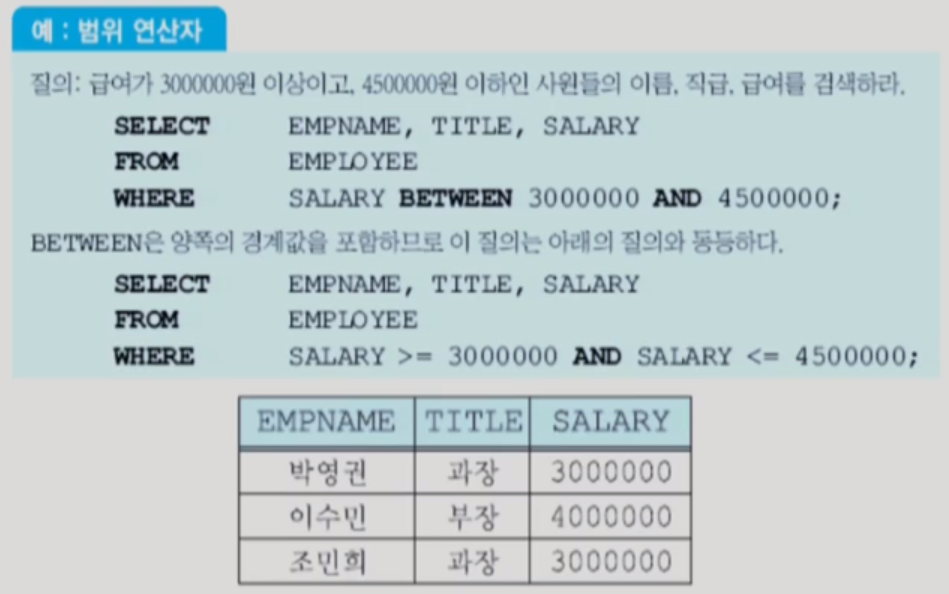 예 : 범위 연산자
질의: 급여가 3000000원 이상이고, 4500000원 이하인 사원들의 이름, 직급, 급여를 검색하라.
SELECT EMPNAME, TITLE, SALARY
FROM EMPLOYEE
WHERE SALARY BETWEEN 3000000 AND 4500000;
BETWEEN은 양쪽의 경계값을 포함하므로 이 질의는 아래의 질의와 동등하다.
SELECT EMPNAME, TITLE, SALARY
FROM EMPLOYEE
WHERE SALARY >= 3000000 AND SALARY <= 4500000;
EMPNAME TITLE SALARY
박영권 과장 3000000
이수민 부장 4000000
조민희 과장 3000000